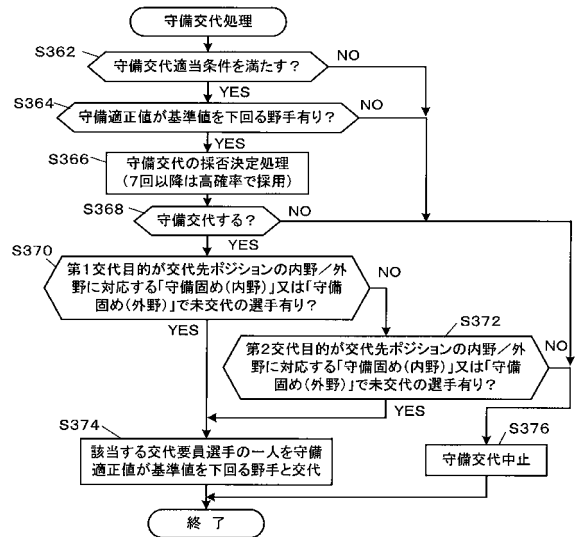 守備交代処理
S362
守備交代適当条件を満たす?
NO
YES
S364
守備適正値が基準値を下回る野手有り?
NO
YES
S366
守備交代の採否決定処理
(7回以降は高確率で採用)
S368
守備交代する?
NO
YES
S370
第1交代目的が交代先ポジションの内野/外
野に対応する「守備固め(内野)」又は「守備
固め(外野)」で未交代の選手有り?
NO
YES
S372
第2交代目的が交代先ポジションの内野/外
野に対応する「守備固め(内野)」又は「守備
固め(外野)」で未交代の選手有り?
NO
YES
S374
該当する交代要員選手の一人を守備
適正値が基準値を下回る野手と交代
S376
守備交代中止
終了